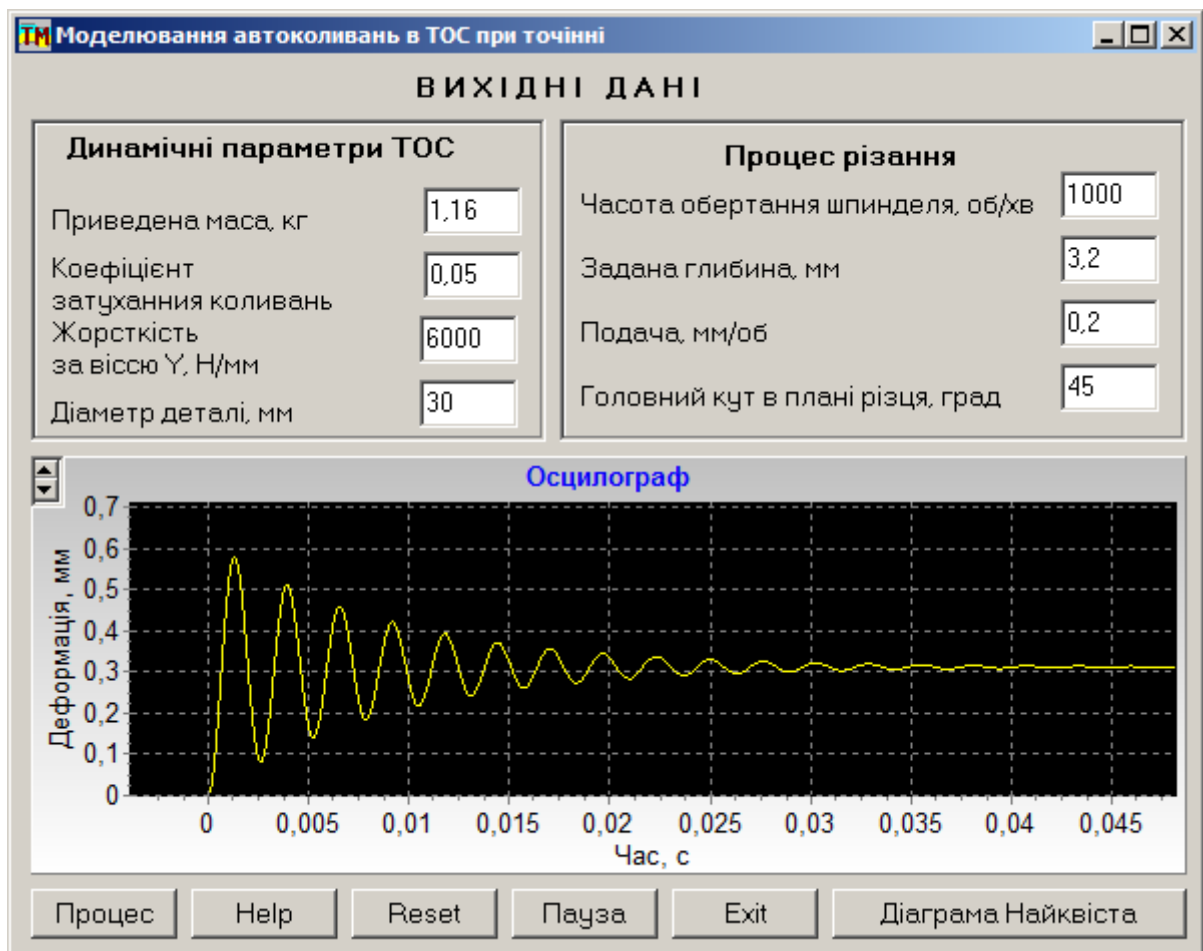 ТМ Моделювання автоколивань в ТОС при точінні
ВИХІДНІ ДАНІ
Динамічні параметри ТОС
Приведена маса, кг 1,16
Коефіцієнт
затуханния коливань 0,05
Жорсткість
за віссю Y, Н/мм 6000
Діаметр деталі, мм 30
Процес різання
Частота обертання шпинделя, об/хв 1000
Задана глибина, мм 3,2
Подача, мм/об 0,2
Головний кут в плані різця, град 45
Осцилограф
Деформація, мм
0,7
0,6
0,5
0,4
0,3
0,2
0,1
0
0 0,005 0,01 0,015 0,02 0,025 0,03 0,035 0,04 0,045
Час, с
Процес Help Reset Пауза Exit Діаграма Найквіста